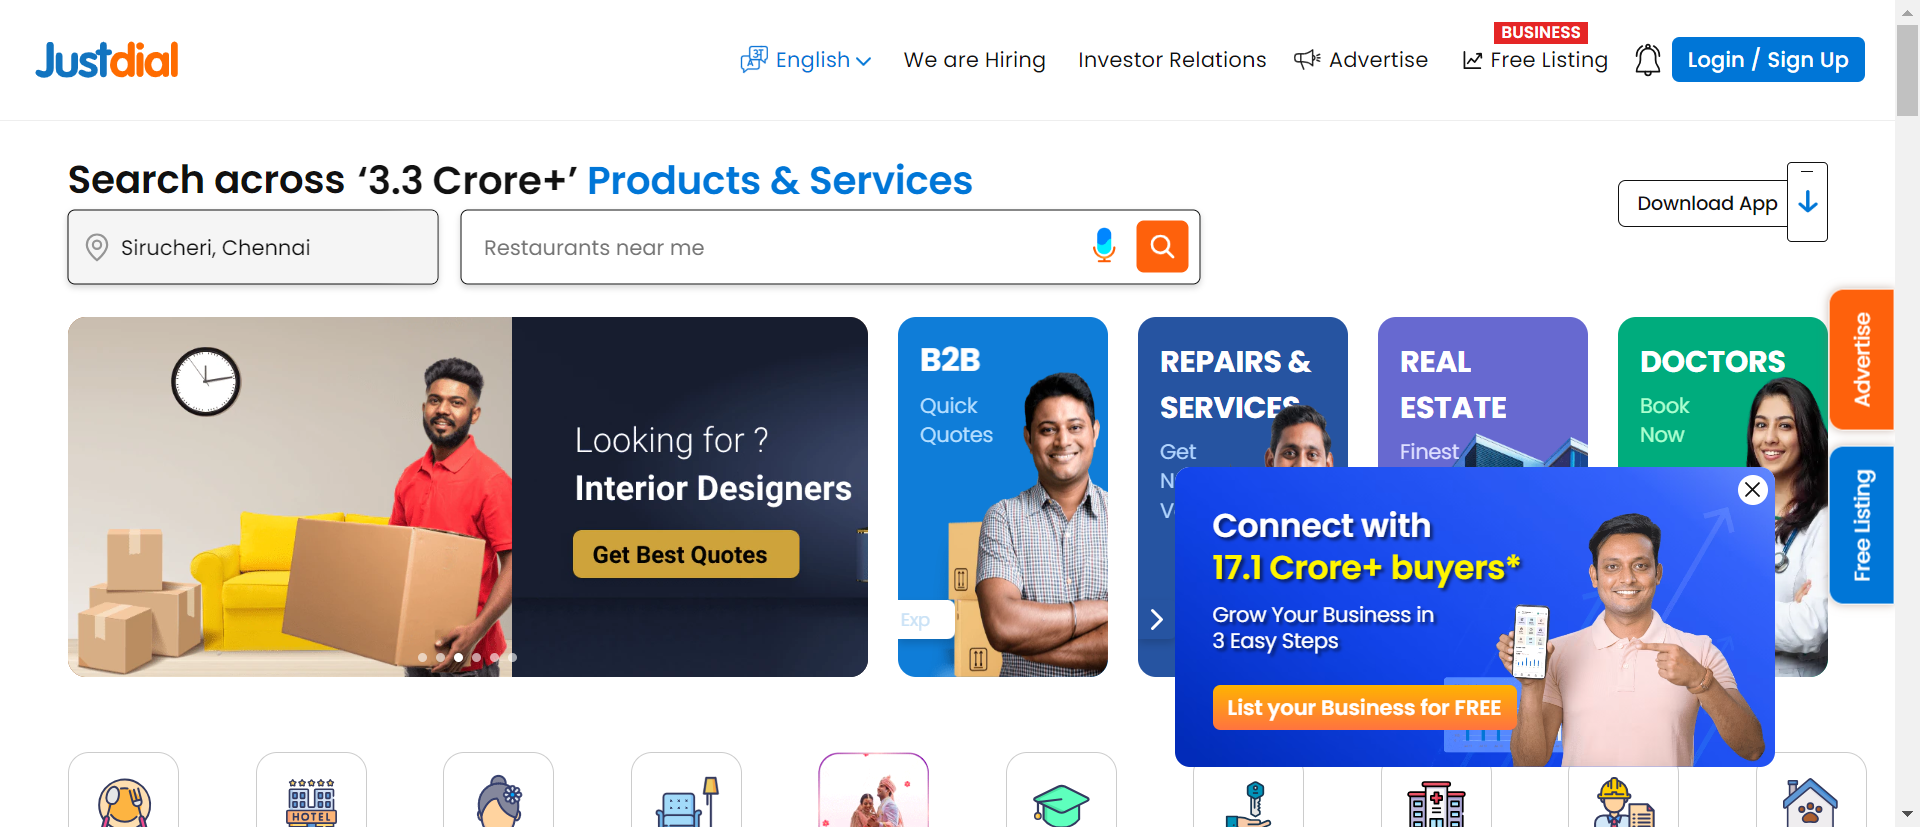 Justdial
English
We are Hiring
Investor Relations
Advertise
BUSINESS
Free Listing
Login / Sign Up
Search across ‘3.3 Crore+’ Products & Services
Download App
Sirucheri, Chennai
Restaurants near me
Looking for ?
Interior Designers
Get Best Quotes
B2B
Quick
Quotes
Exp
REPAIRS &
SERVICES
Get
REAL
ESTATE
Finest
DOCTORS
Book
Now
Advertise
Free Listing
Connect with
17.1 Crore+ buyers*
Grow Your Business in
3 Easy Steps
List your Business for FREE
HOTEL